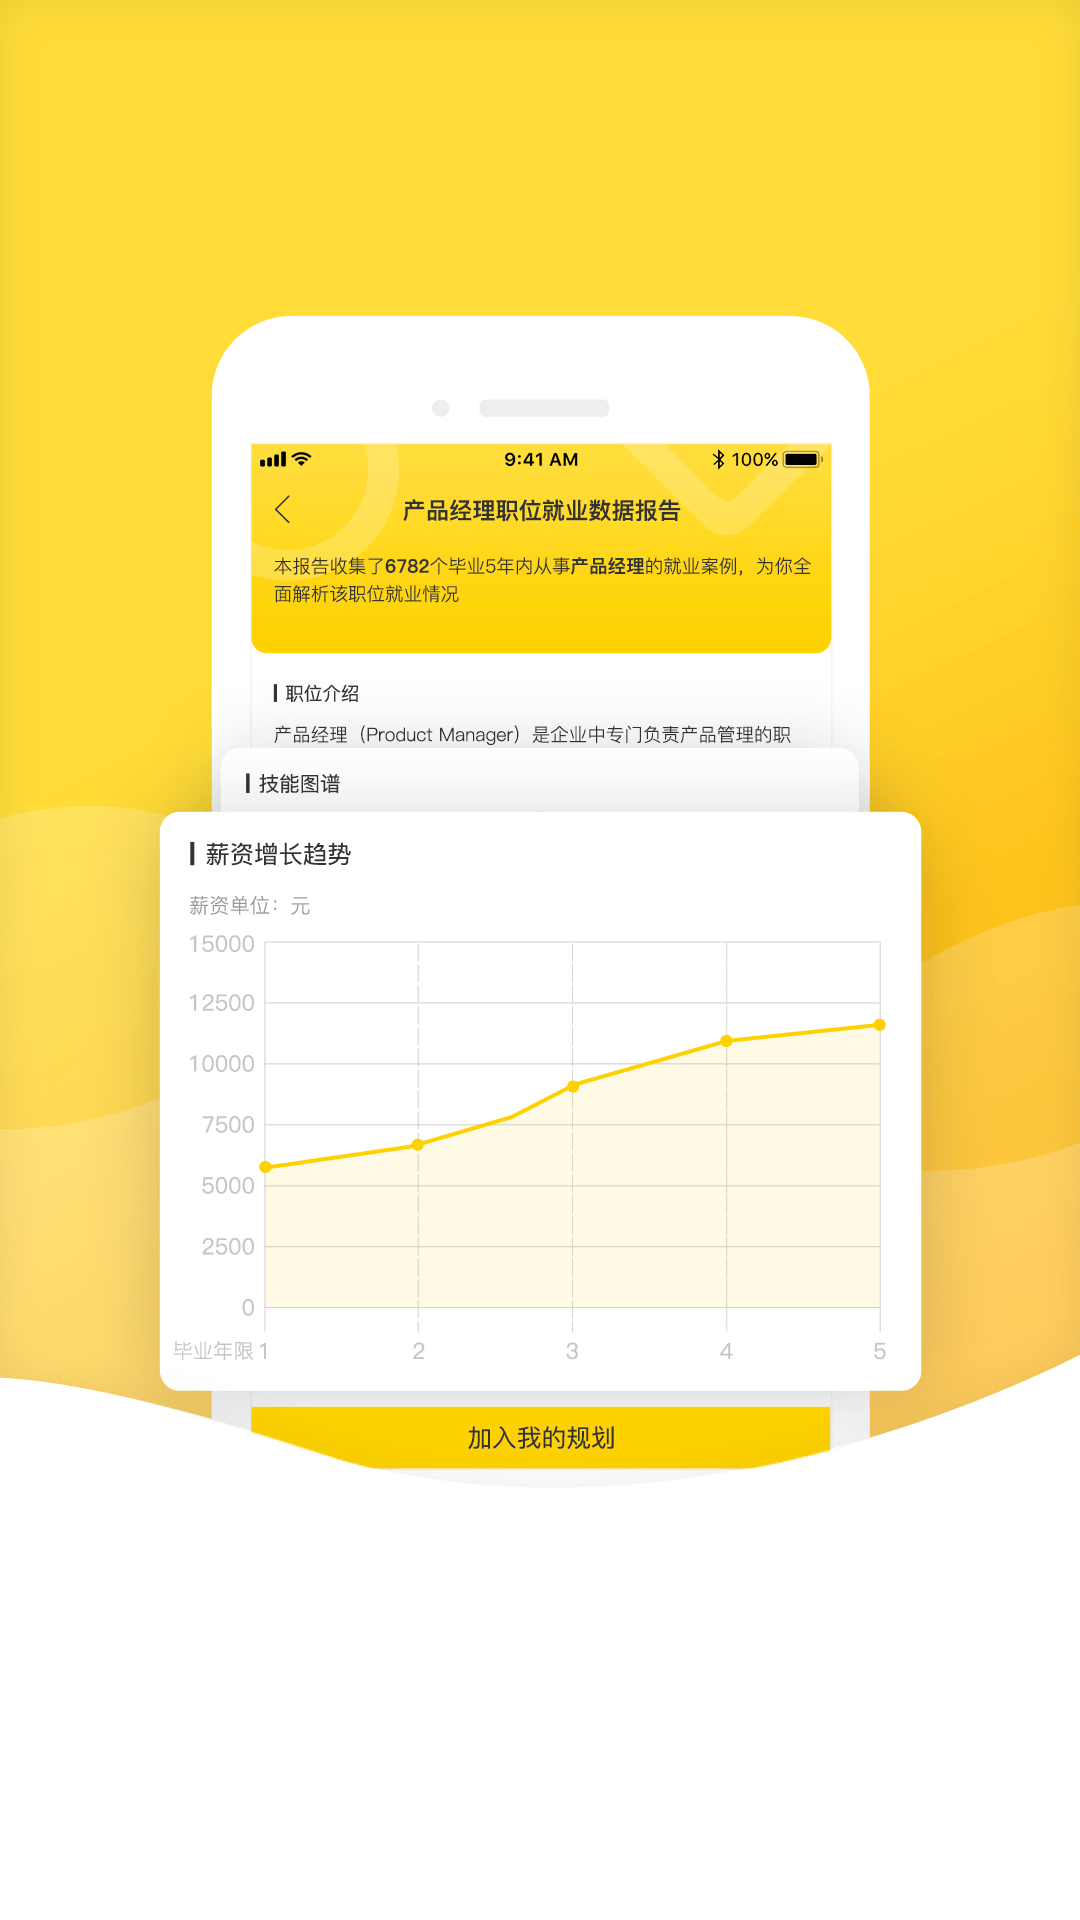 9:41 AM
100%
产品经理职位就业数据报告
本报告收集了6782个毕业5年内从事产品经理的就业案例，为你全
面解析该职位就业情况
职位介绍
产品经理（Product Manager）是企业中专门负责产品管理的职
技能图谱
薪资增长趋势
薪资单位：元
15000
12500
10000
7500
5000
2500
0
毕业年限 1 2 3 4 5
加入我的规划